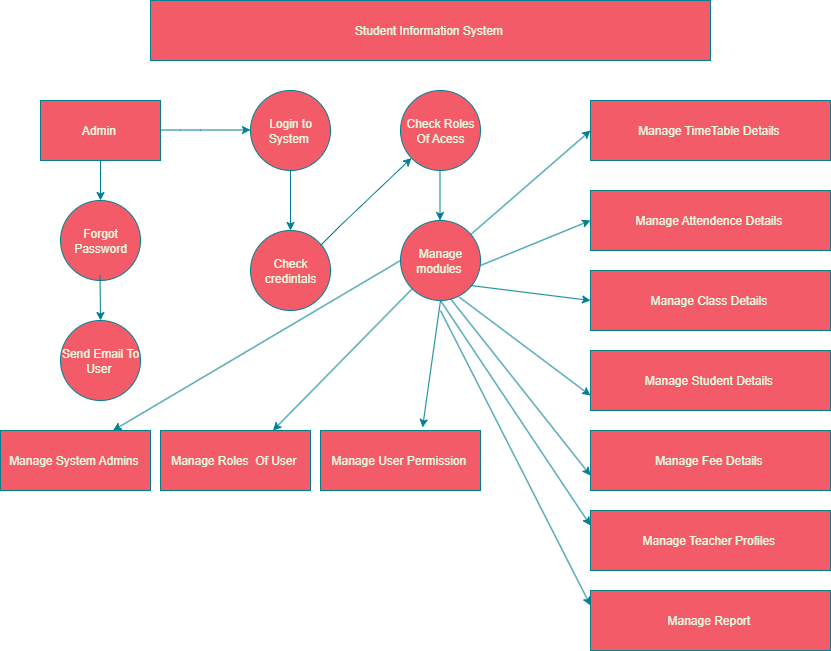 Student Information System
Admin
Login to
System
Check Roles
Of Acess
Manage TimeTable Details
Forgot
Password
Check
credintals
Manage
modules
Manage Attendence Details
Manage Class Details
Send Email To
User
Manage Student Details
Manage System Admins
Manage Roles  Of User
Manage User Permission
Manage Fee Details
Manage Teacher Profiles
Manage Report